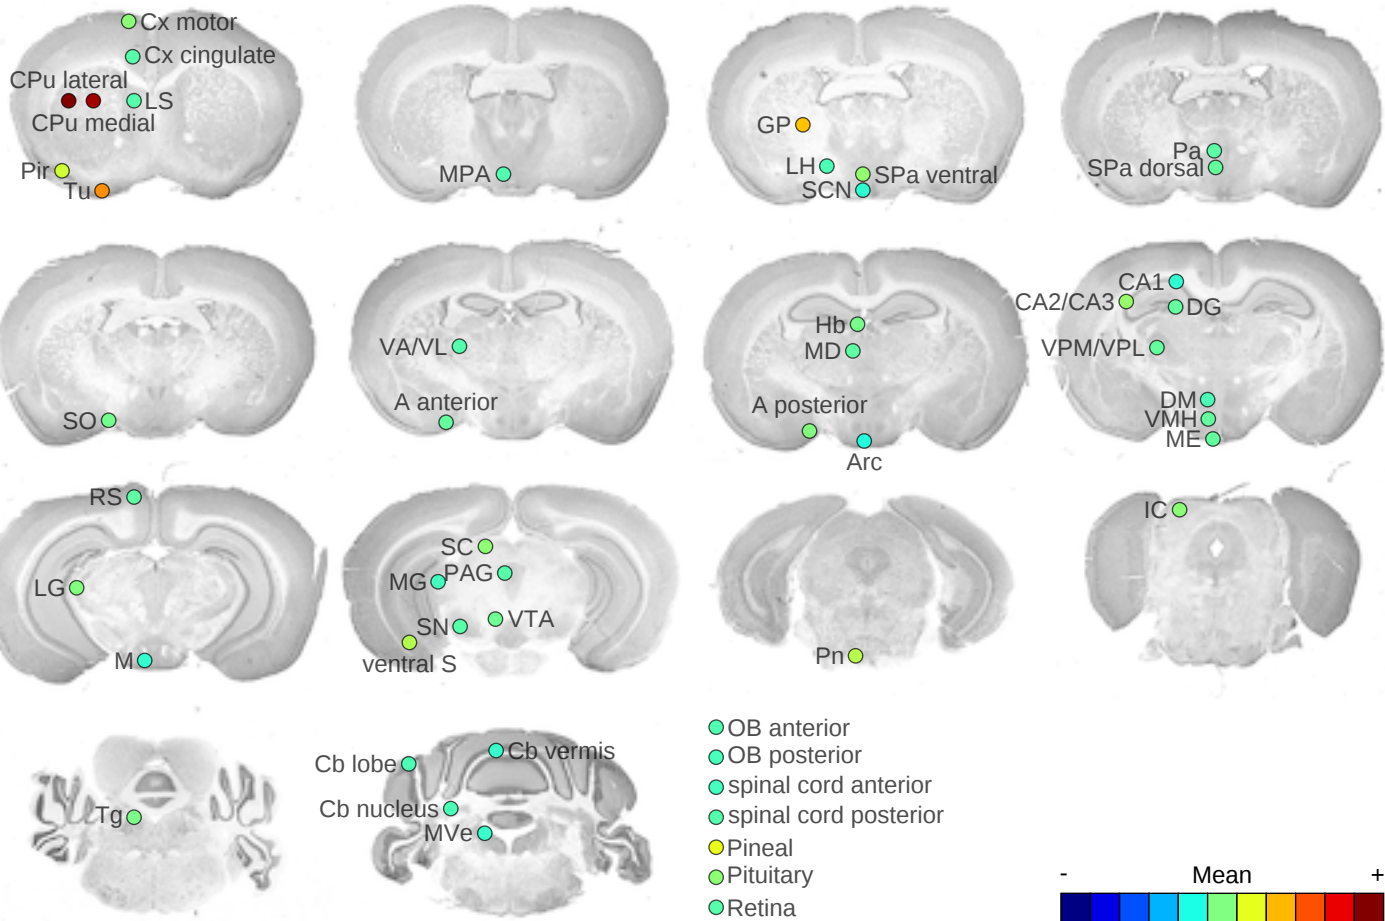 Cx motor
Cx cingulate
CPu lateral
LS
CPu medial
Pir
Tu
MPA
GP
LH
SPa ventral
SCN
Pa
SPa dorsal
SO
VA/VL
A anterior
Hb
MD
A posterior
Arc
CA1
CA2/CA3
DG
VPM/VPL
DM
VMH
ME
RS
LG
M
SC
PAG
MG
VTA
SN
ventral S
Pn
IC
Tg
Cb vermis
Cb lobe
Cb nucleus
MVe
OB anterior
OB posterior
spinal cord anterior
spinal cord posterior
Pineal
Pituitary
Retina
- Mean +